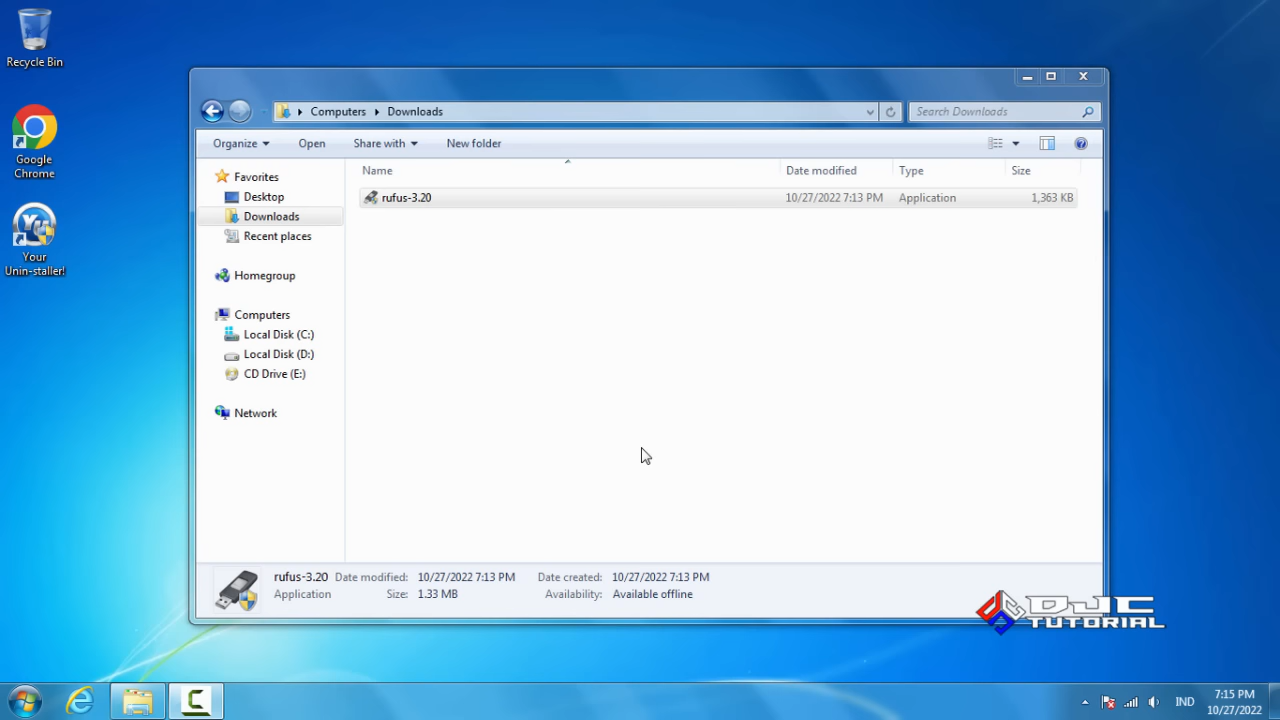 Recycle Bin
Google
Chrome
Your
Unin-staller!
Computers Downloads
Search Downloads
Organize Open Share with New folder
Name Date modified Type Size
rufus-3.20 10/27/2022 7:13 PM Application 1,363 KB
Favorites
Desktop
Downloads
Recent places
Homegroup
Computers
Local Disk (C:)
Local Disk (D:)
CD Drive (E:)
Network
rufus-3.20 Date modified: 10/27/2022 7:13 PM Date created: 10/27/2022 7:13 PM
Application Size: 1.33 MB Availability: Available offline
DJC
TUTORIAL
IND
7:15 PM
10/27/2022